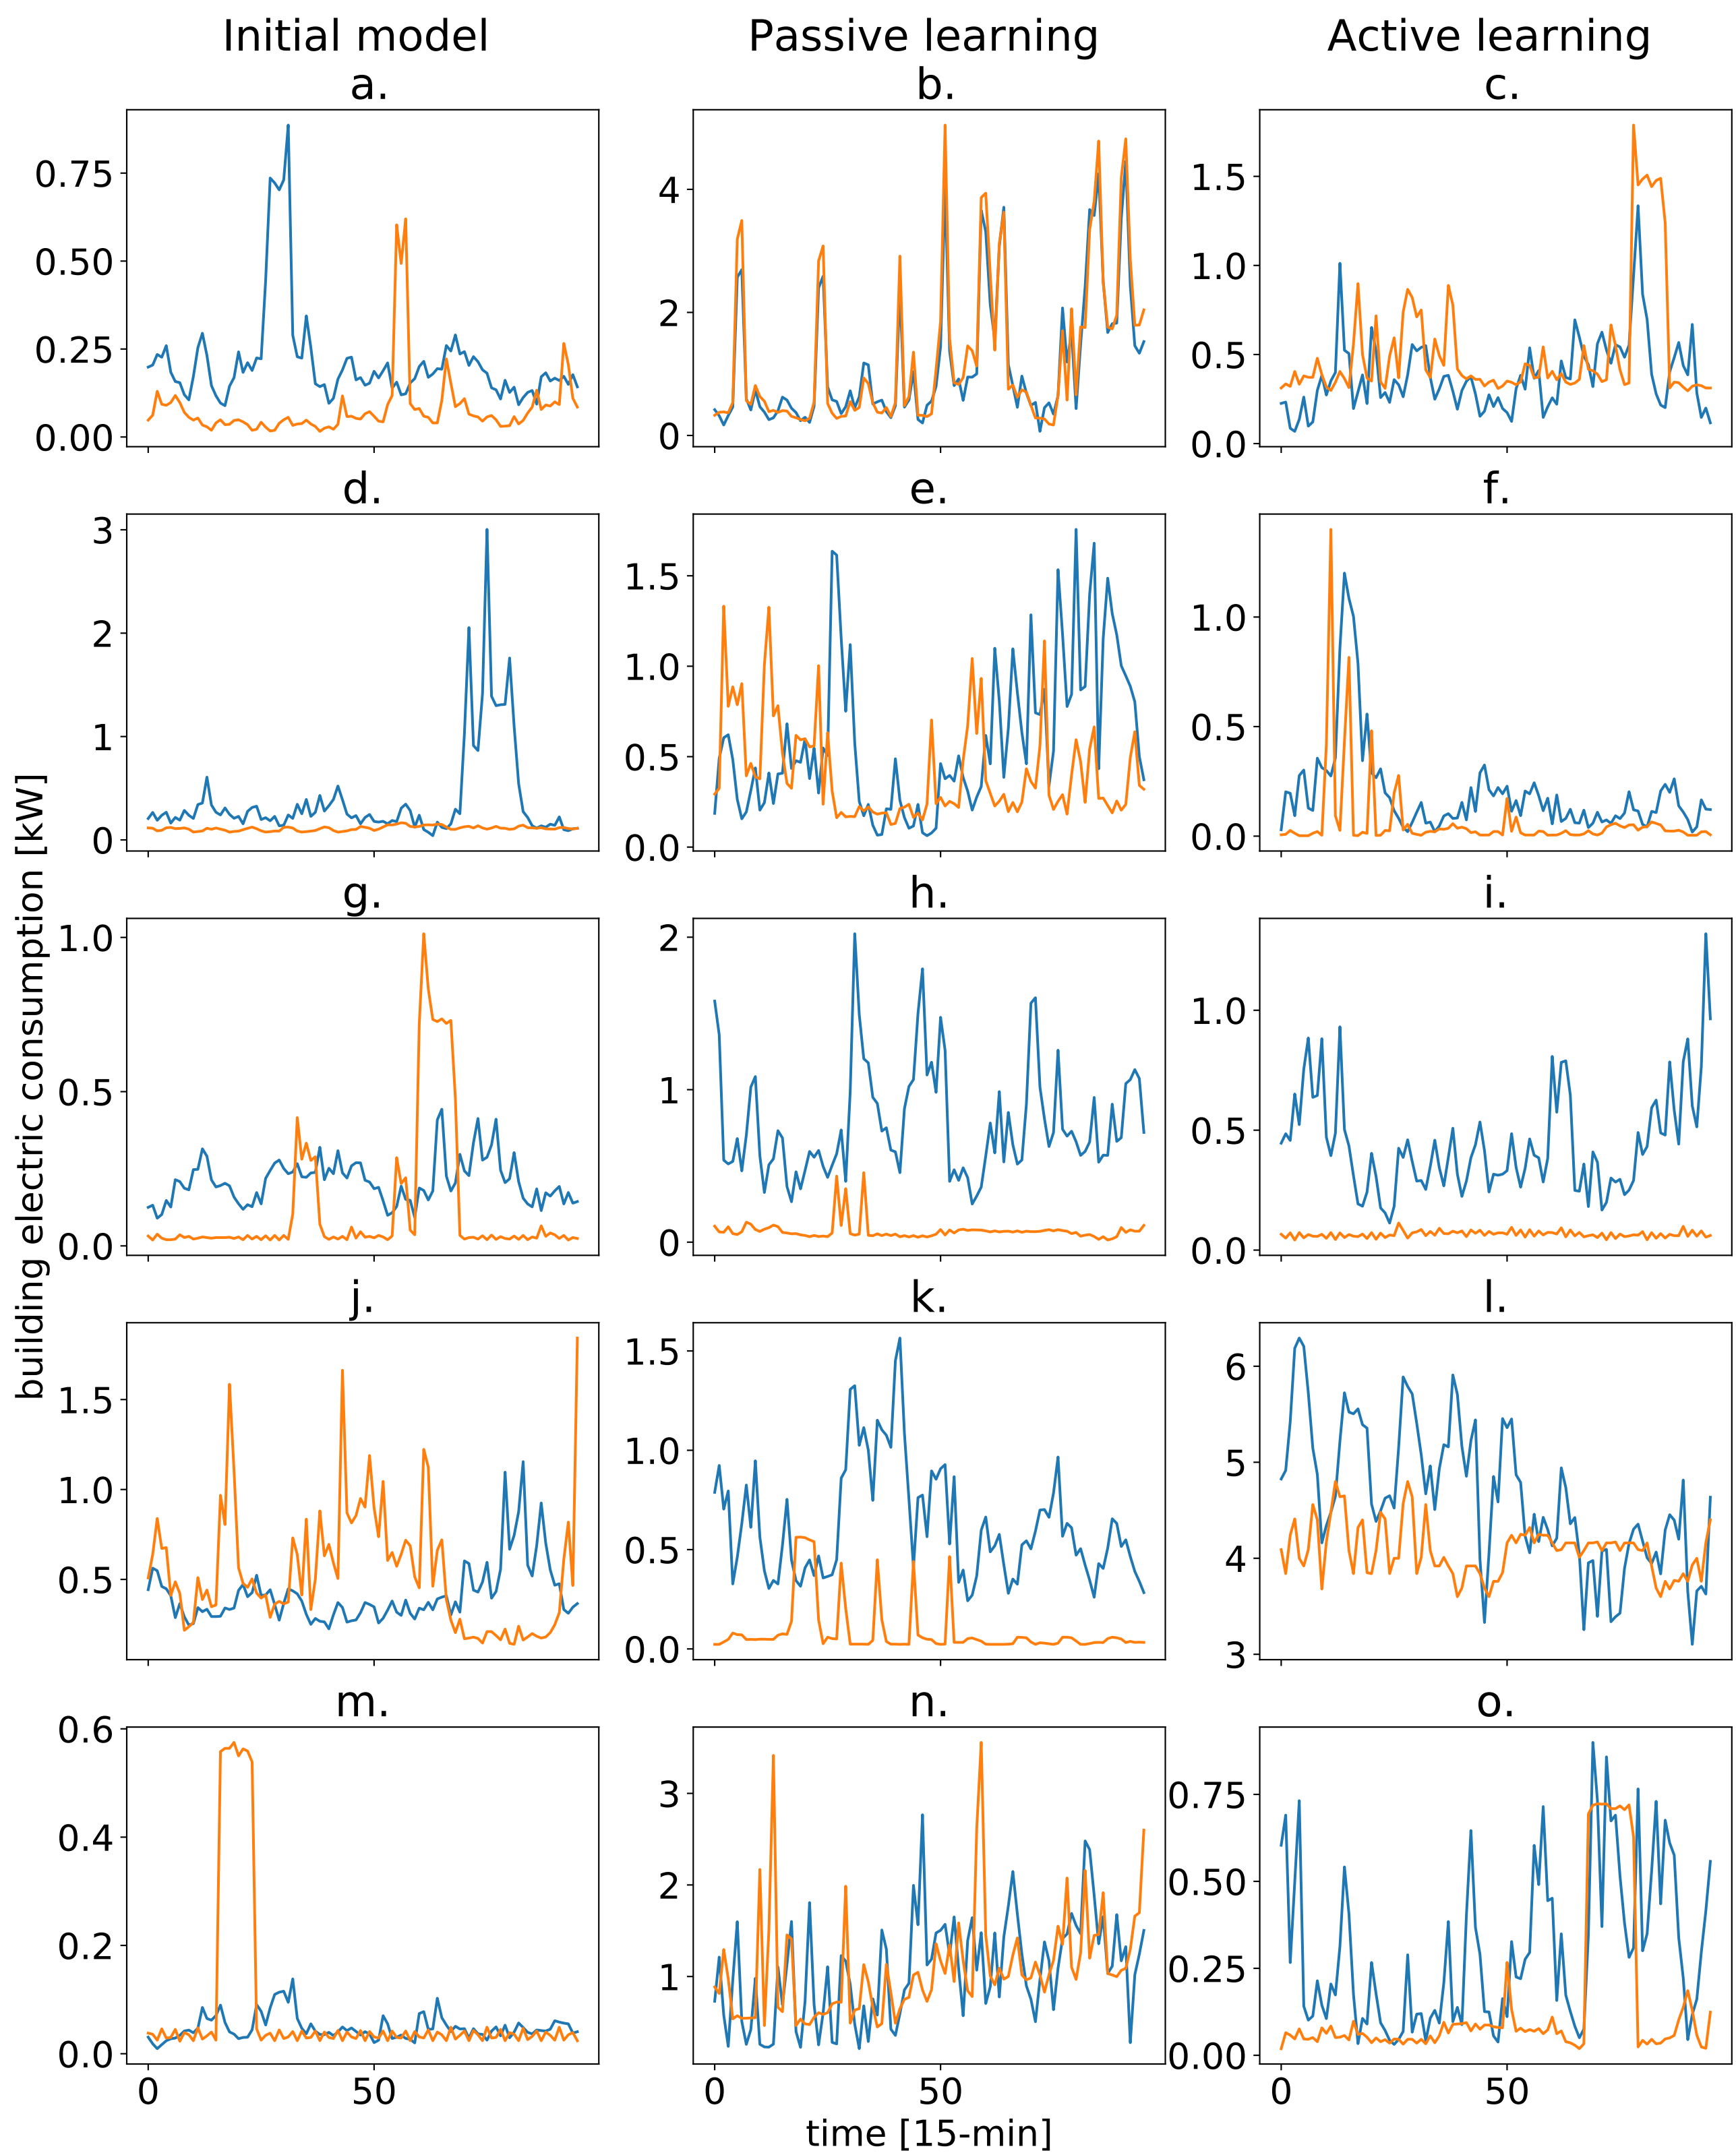 Initial model
Passive learning
Active learning
a.
b.
c.
0.75
0.50
0.25
0.00
4
2
0
1.5
1.0
0.5
0.0
d.
e.
f.
3
2
1
0
1.5
1.0
0.5
0.0
1.0
0.5
0.0
building electric consumption [kW]
g.
h.
i.
1.0
0.5
0.0
2
1
0
1.0
0.5
0.0
j.
k.
l.
1.5
1.0
0.5
1.5
1.0
0.5
0.0
6
5
4
3
m.
n.
o.
0.6
0.4
0.2
0.0
3
2
1
0.75
0.50
0.25
0.00
0
50
0
50
0
50
time [15-min]